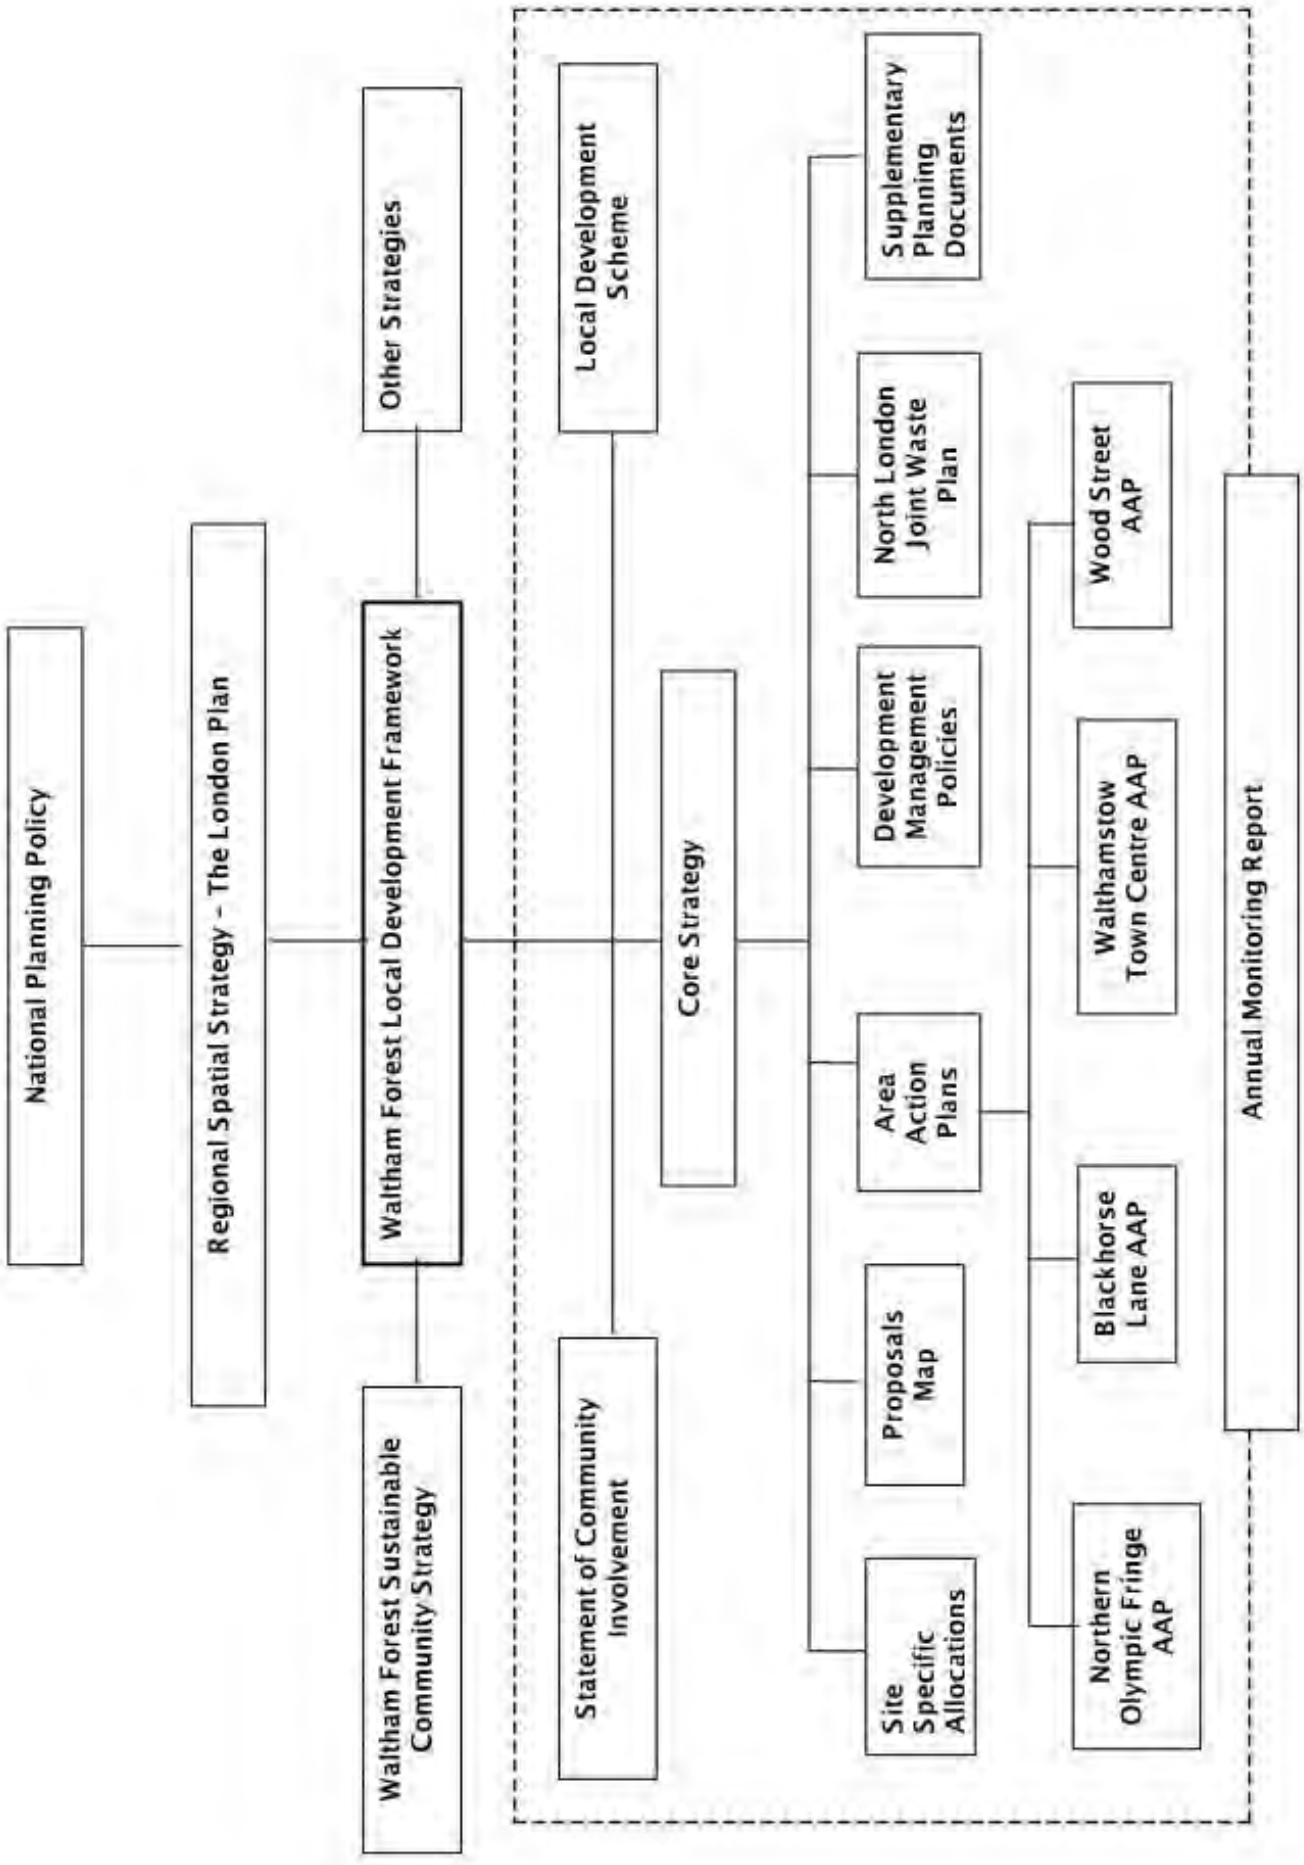 National Planning Policy
Regional Spatial Strategy – The London Plan
Waltham Forest Sustainable
Community Strategy
Waltham Forest Local Development Framework
Other Strategies
Statement of Community
Involvement
Local Development
Scheme
Core Strategy
Site
Specific
Allocations
Proposals
Map
Area
Action
Plans
Development
Management
Policies
North London
Joint Waste
Plan
Supplementary
Planning
Documents
Northern
Olympic Fringe
AAP
Blackhorse
Lane AAP
Walthamstow
Town Centre AAP
Wood Street
AAP
Annual Monitoring Report